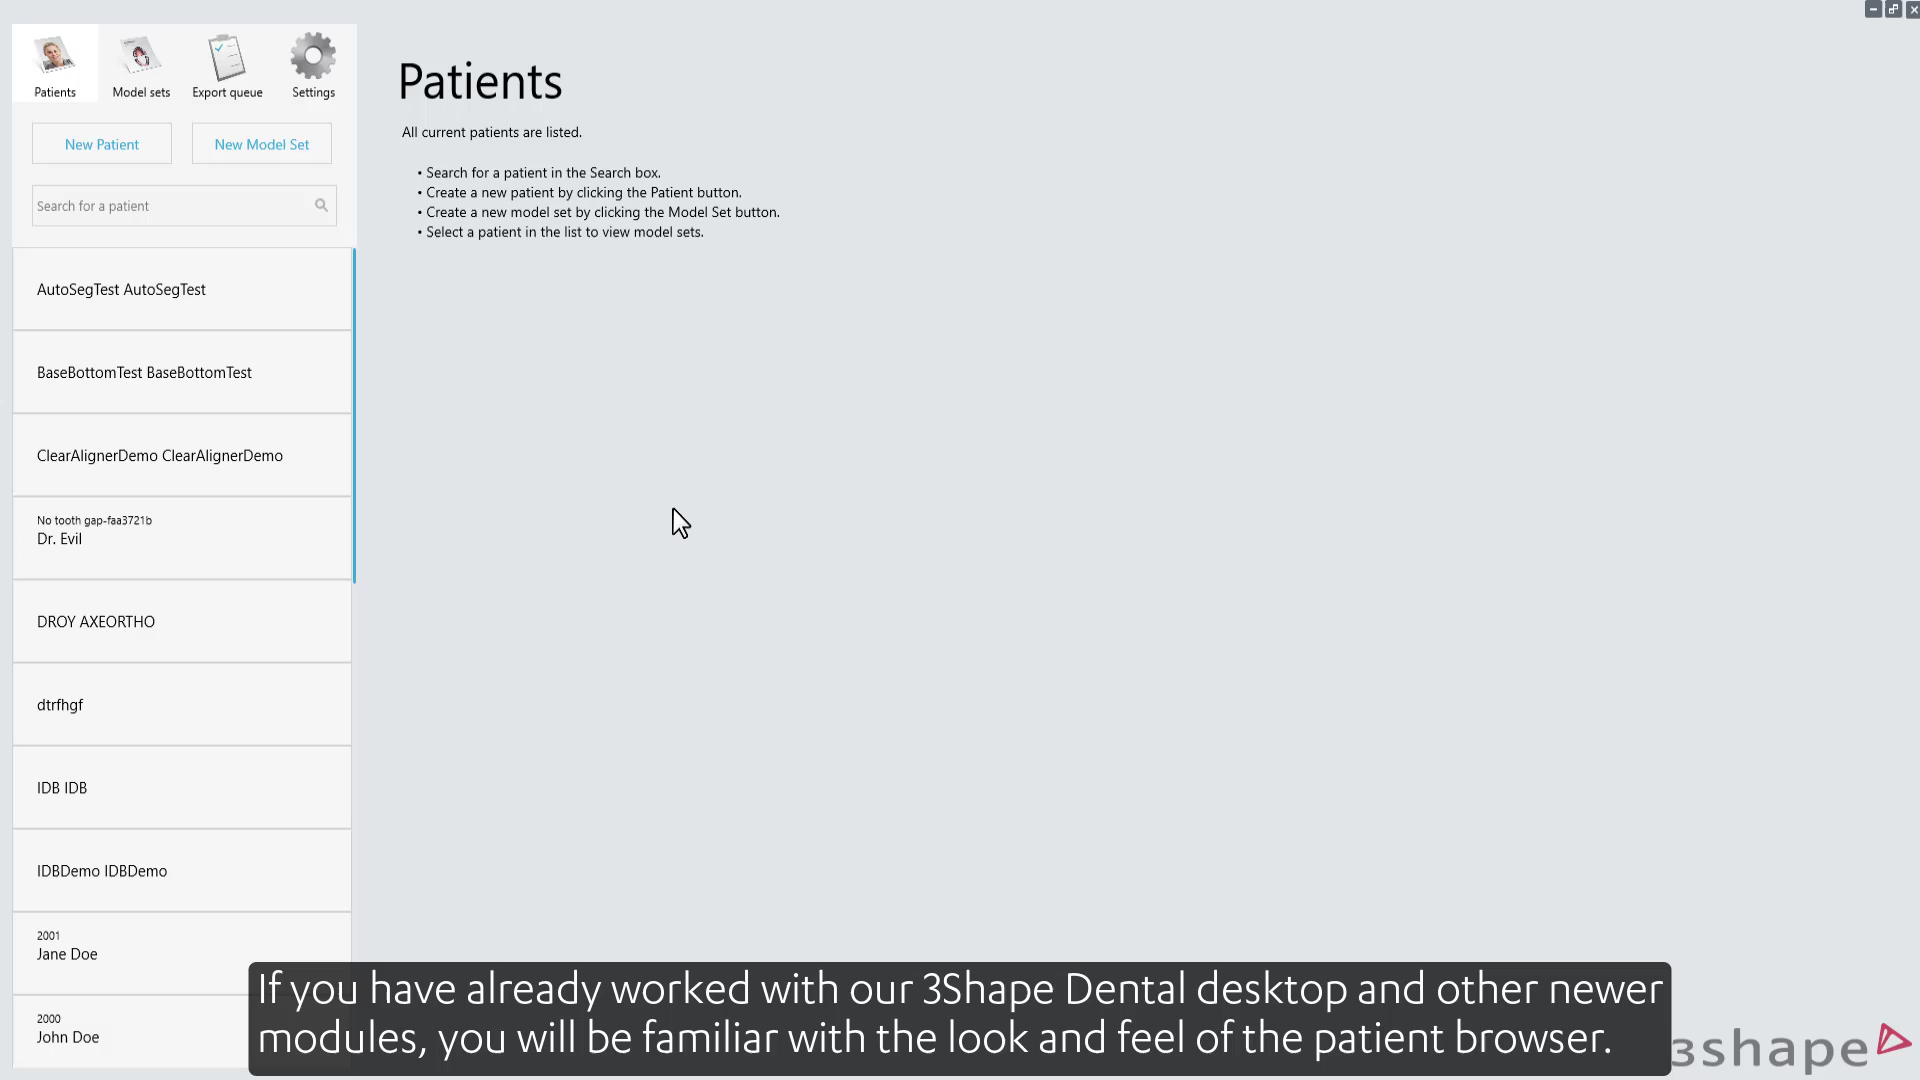 Patients
Model sets
Export queue
Settings
New Patient
New Model Set
Search for a patient
AutoSegTest AutoSegTest
BaseBottomTest BaseBottomTest
ClearAlignerDemo ClearAlignerDemo
No tooth gap-faa3721b
Dr. Evil
DROY AXEORTHO
dtrfhgf
IDB IDB
IDBDemo IDBDemo
2001
Jane Doe
2000
John Doe
Patients
All current patients are listed.
• Search for a patient in the Search box.
• Create a new patient by clicking the Patient button.
• Create a new model set by clicking the Model Set button.
• Select a patient in the list to view model sets.
If you have already worked with our 3Shape Dental desktop and other newer
modules, you will be familiar with the look and feel of the patient browser.
3shape